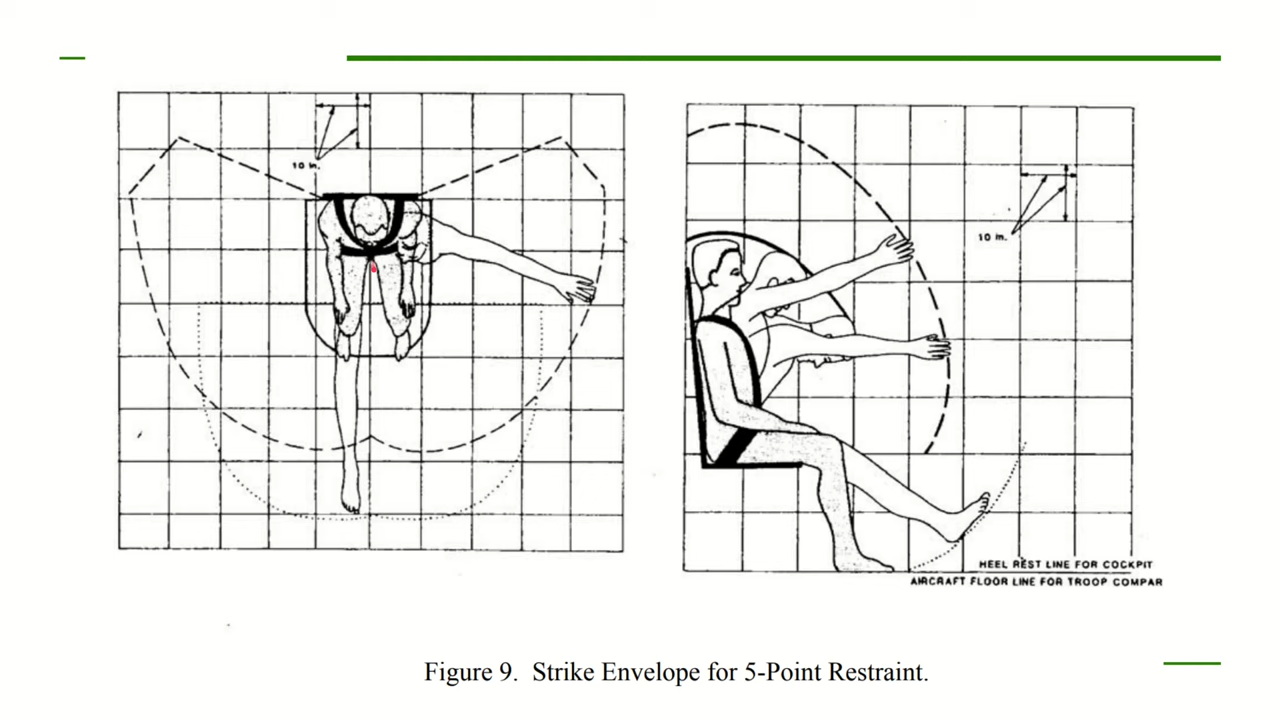 10 in.
10 in.
HEEL REST LINE FOR COCKPIT
AIRCRAFT FLOOR LINE FOR TROOP COMPAR
Figure 9. Strike Envelope for 5-Point Restraint.